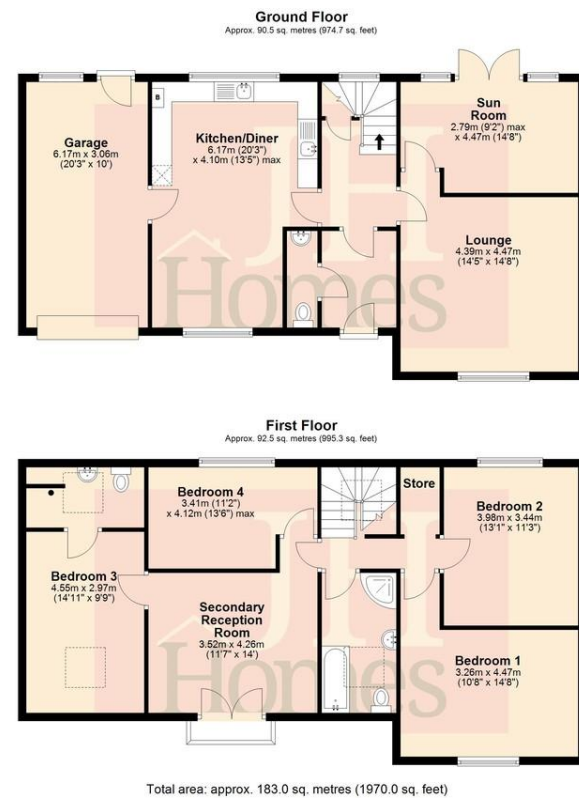 Ground Floor
Approx. 90.5 sq. metres (974.7 sq. feet)
Garage
6.17m x 3.06m
(20'3" x 10')
Kitchen/Diner
6.17m (20'3")
x 4.10m (13'5") max
Sun
Room
2.79m (9'2") max
x 4.47m (14'8")
Lounge
4.39m x 4.47m
(14'5" x 14'8")
JH
Homes
First Floor
Approx. 92.5 sq. metres (995.3 sq. feet)
Bedroom 4
3.41m (11'2")
x 4.12m (13'6") max
Store
Bedroom 2
3.98m x 3.44m
(13'1" x 11'3")
Bedroom 3
4.55m x 2.97m
(14'11" x 9'9")
Secondary
Reception
Room
3.52m x 4.26m
(11'7" x 14')
Bedroom 1
3.26m x 4.47m
(10'8" x 14'8")
JH
Homes
Total area: approx. 183.0 sq. metres (1970.0 sq. feet)